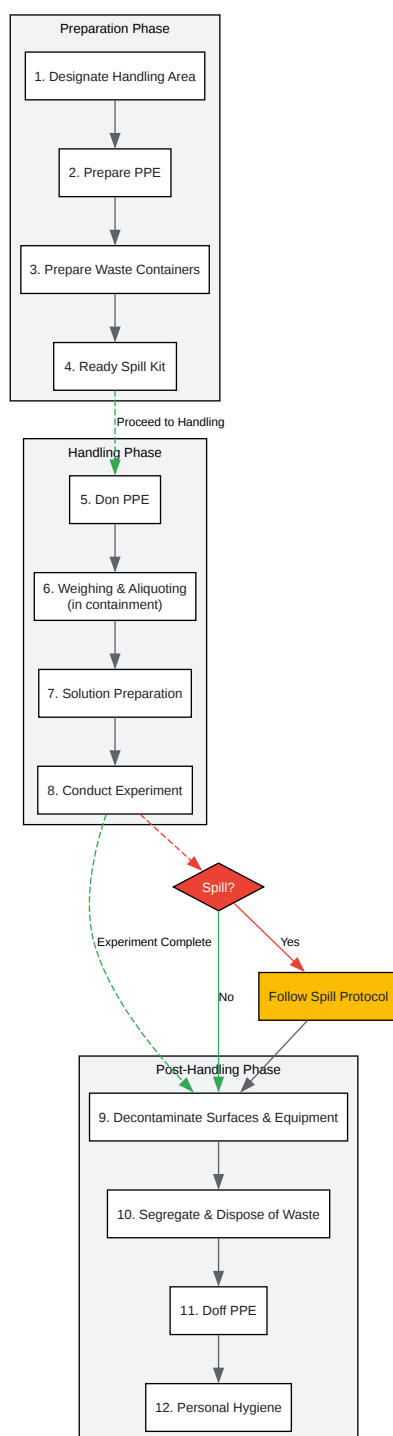 Preparation Phase
1. Designate Handling Area
2. Prepare PPE
3. Prepare Waste Containers
4. Ready Spill Kit
Proceed to Handling
Handling Phase
5. Don PPE
6. Weighing & Aliquoting
(in containment)
7. Solution Preparation
8. Conduct Experiment
Spill?
Experiment Complete
Yes
No
Follow Spill Protocol
Post-Handling Phase
9. Decontaminate Surfaces & Equipment
10. Segregate & Dispose of Waste
11. Doff PPE
12. Personal Hygiene